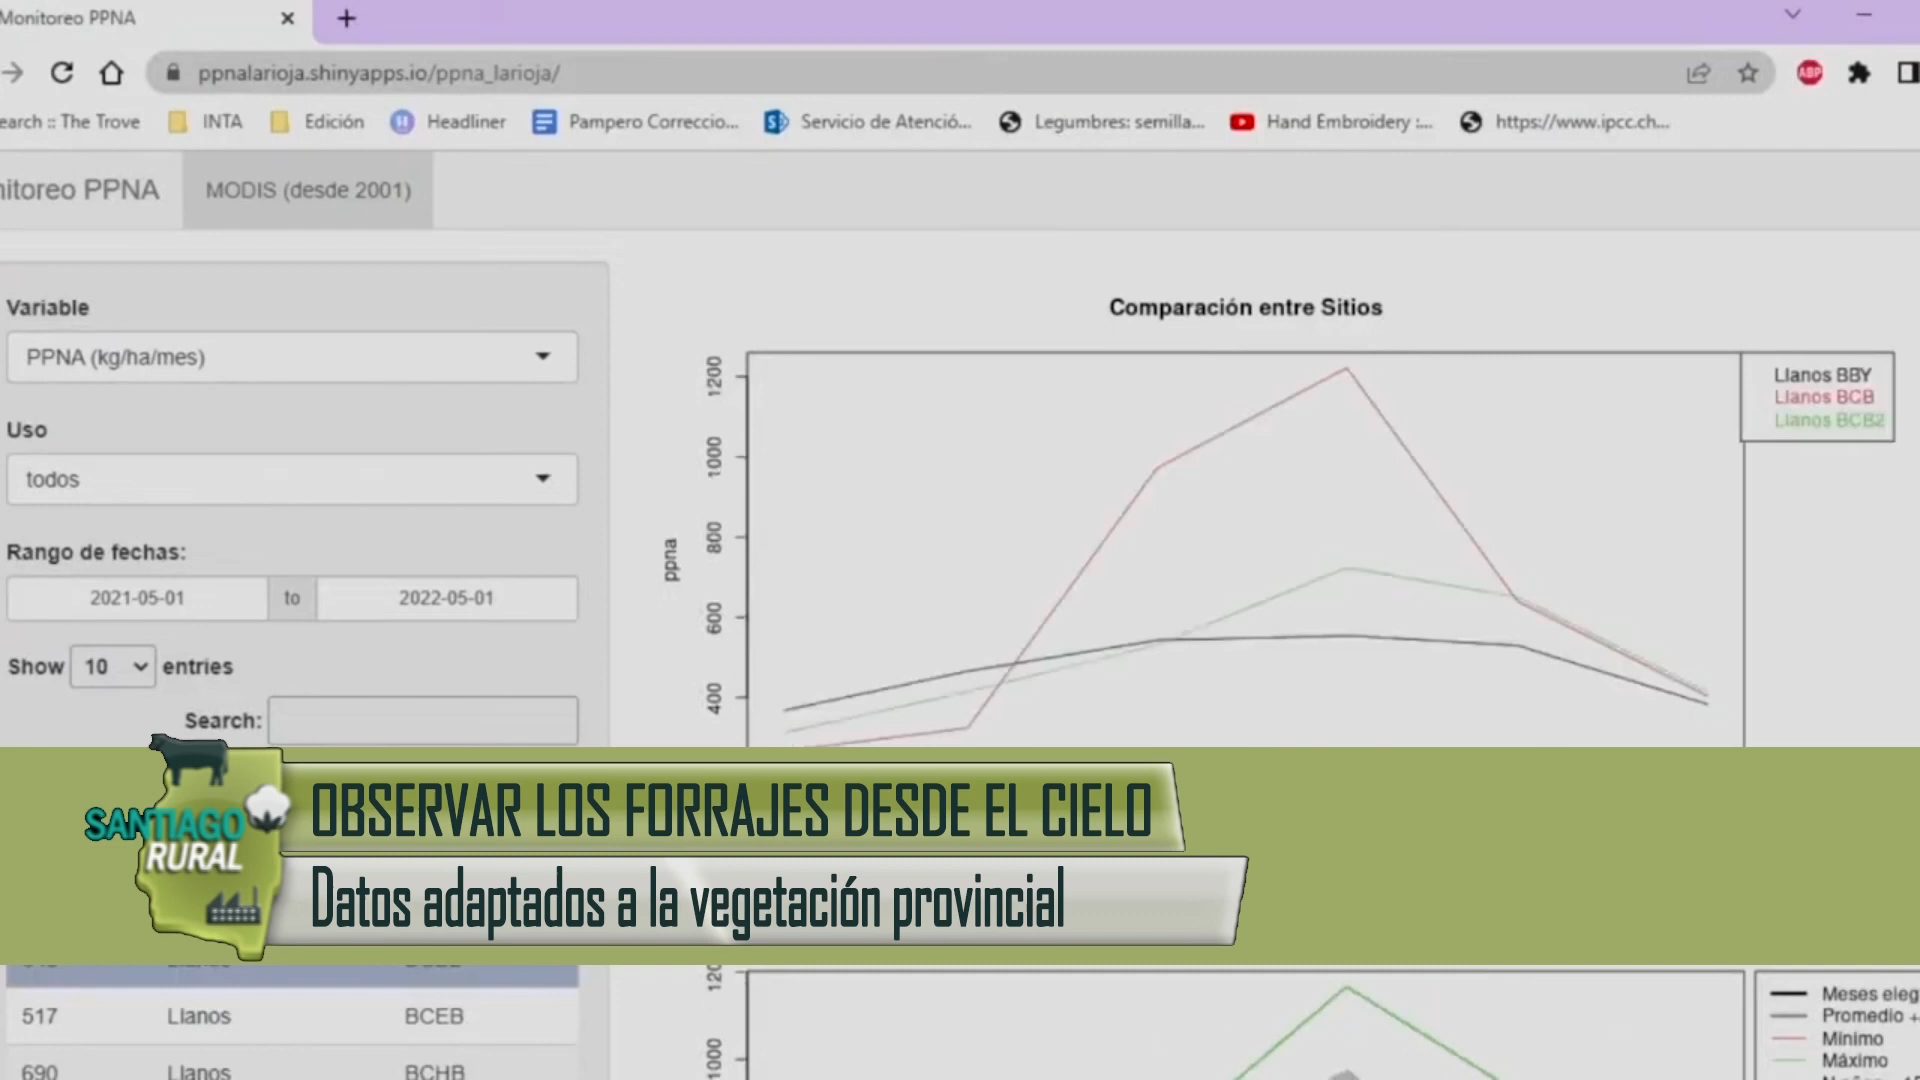 Monitoreo PPNA
ppnalarioja.shinyapps.io/ppna_larioja/
ABP
earch :: The Trove
INTA
Edición
Headliner
Pampero Correccio...
Servicio de Atenció...
Legumbres: semilla...
Hand Embroidery :...
https://www.ipcc.ch...
nitoreo PPNA
MODIS (desde 2001)
Variable
PPNA (kg/ha/mes)
Uso
todos
Rango de fechas:
2021-05-01 to 2022-05-01
Show 10 entries
Search:
Comparación entre Sitios
1200
1000
800
600
400
ppna
Llanos BBY
Llanos BCB
Llanos BCB2
SANTIAGO
RURAL
OBSERVAR LOS FORRAJES DESDE EL CIELO
Datos adaptados a la vegetación provincial
517 Llanos BCEB
690 Llanos BCHB
120
1000
Meses eleg
Promedio +
Mínimo
Máximo